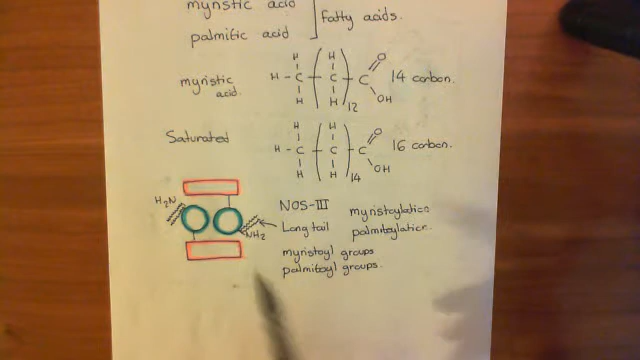 myristic acid
palmitic acid
fatty acids.
myristic acid.
H H O
H - C - ( C ) - C 14 carbon.
H H 12 OH
Saturated
H H O
H - C - ( C ) - C 16 carbon.
H H 14 OH
H₂N
NH₂
NOS-III
Long tail myristoylation
palmitoylation.
myristoyl groups
palmitoyl groups.